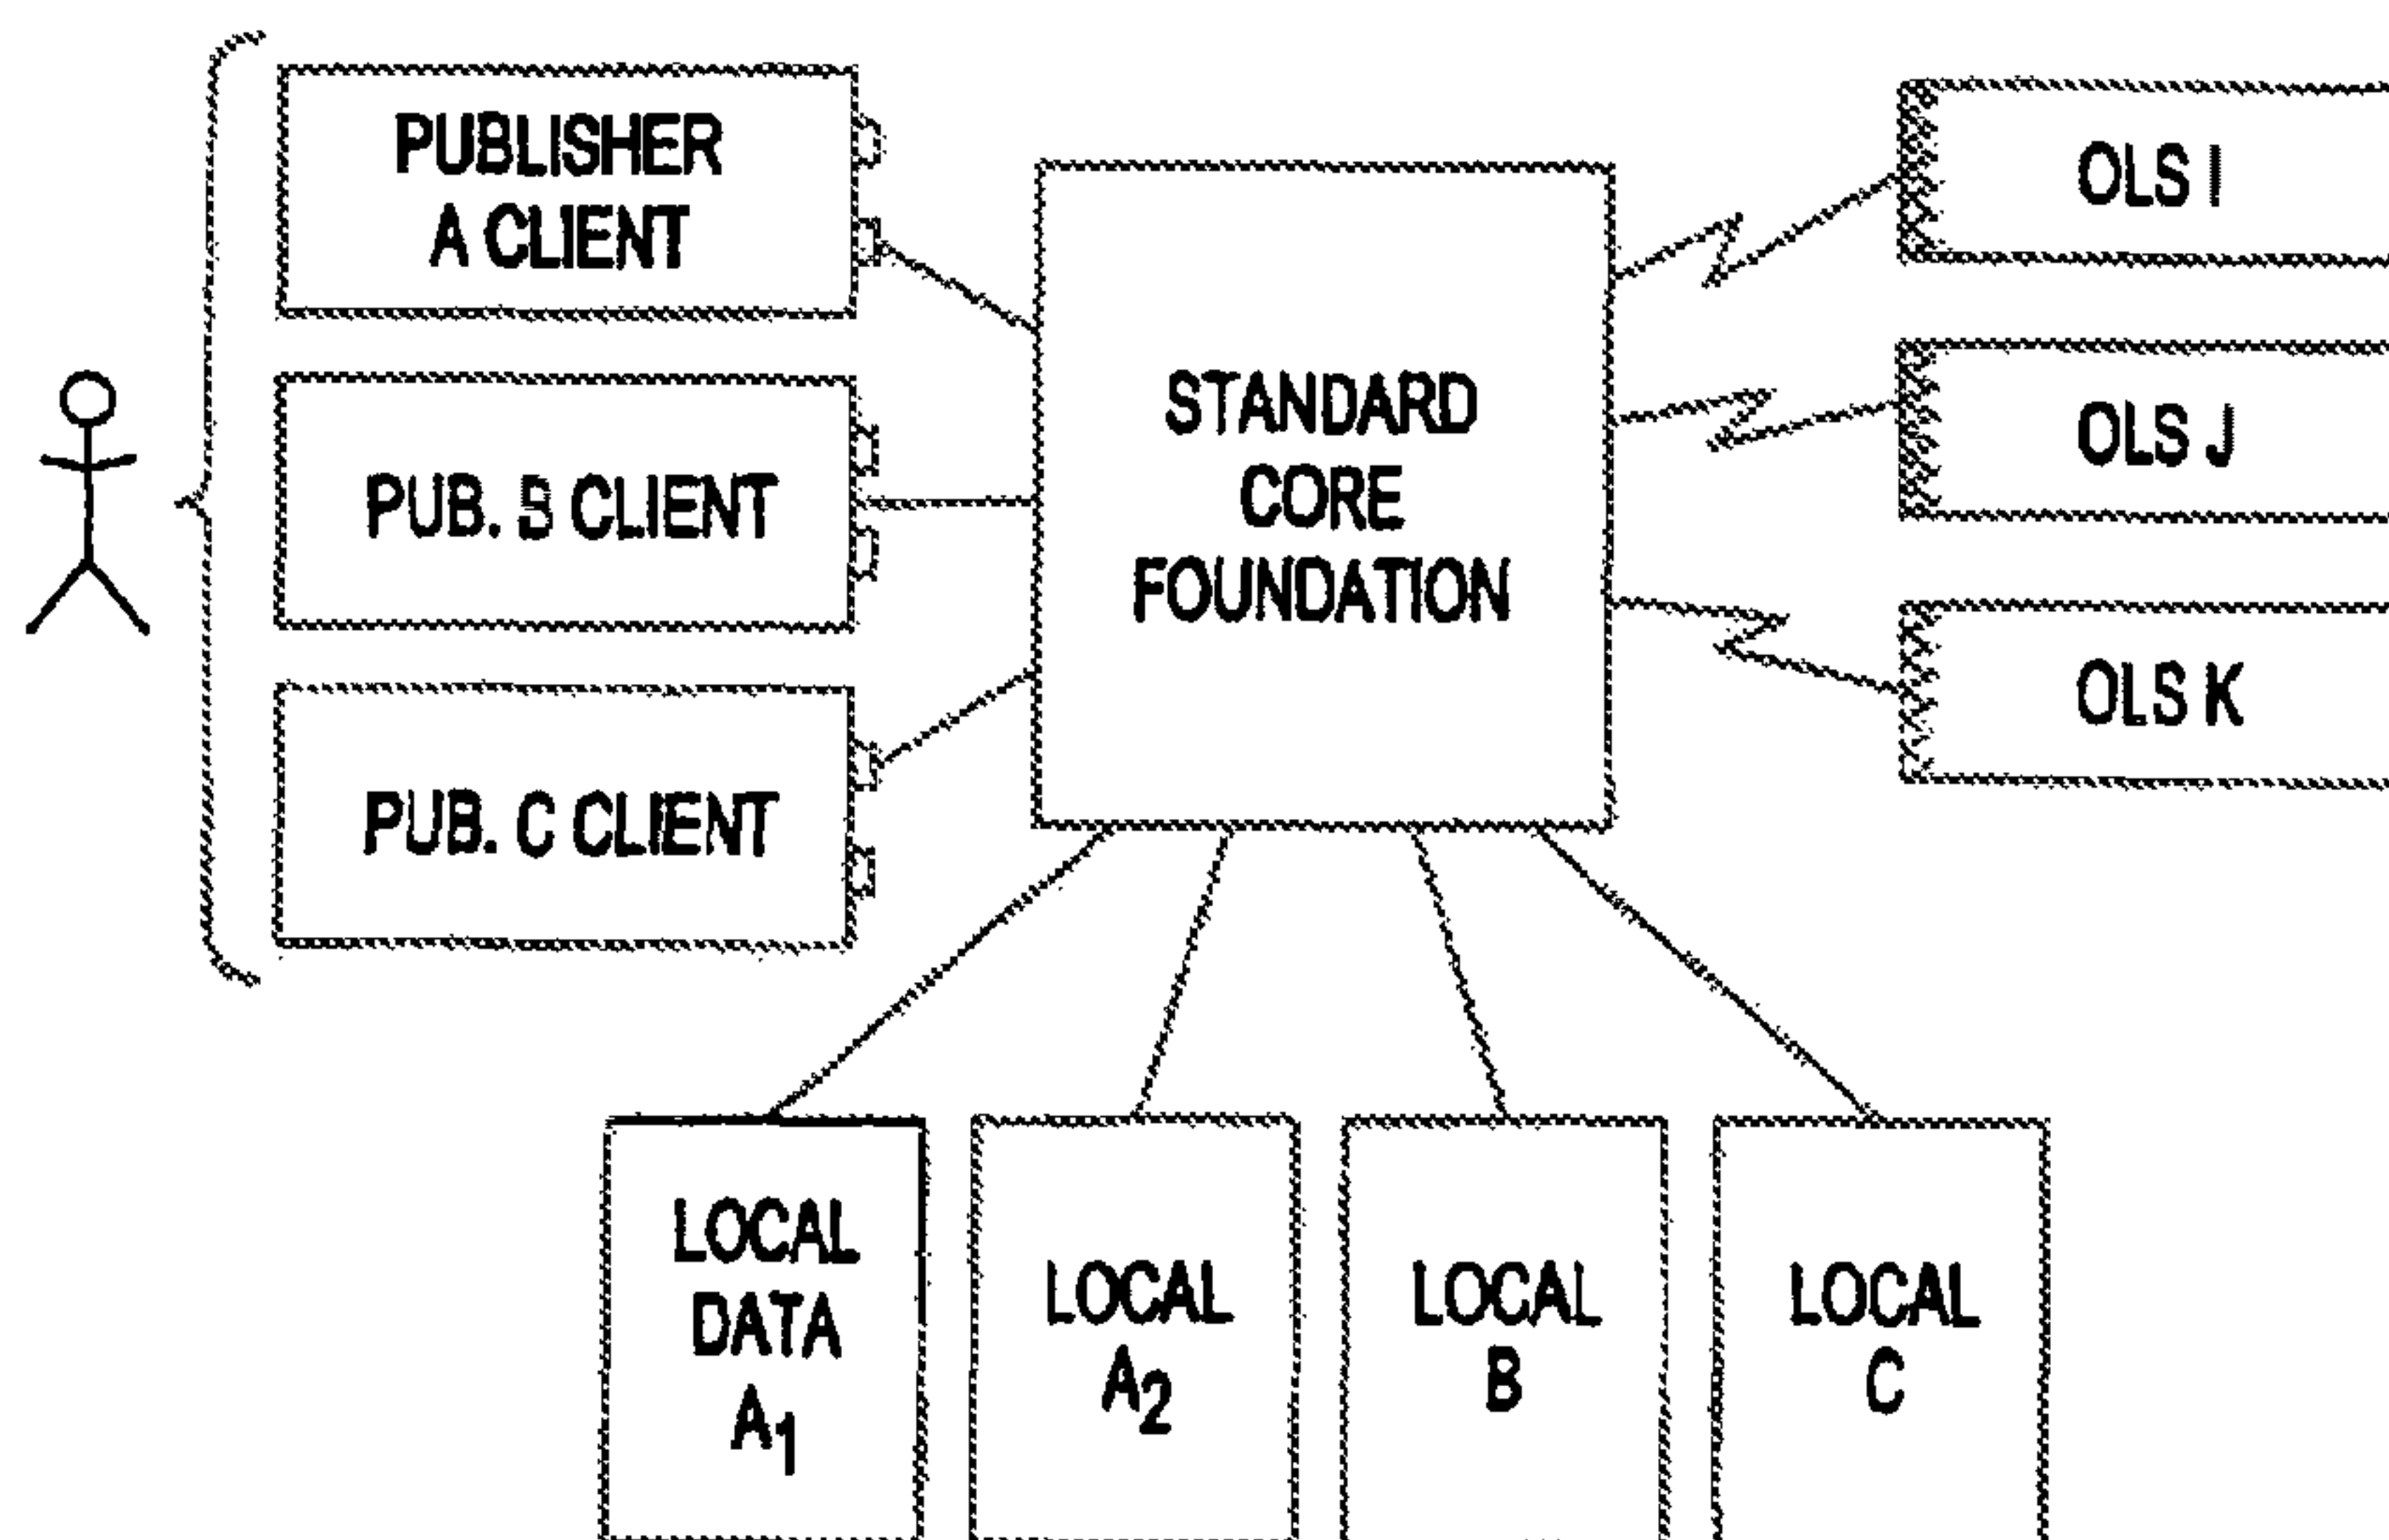 PUBLISHER
A CLIENT
PUB. B CLIENT
PUB. C CLIENT
STANDARD
CORE
FOUNDATION
OLS I
OLS J
OLS K
LOCAL
DATA
A1
LOCAL
A2
LOCAL
B
LOCAL
C